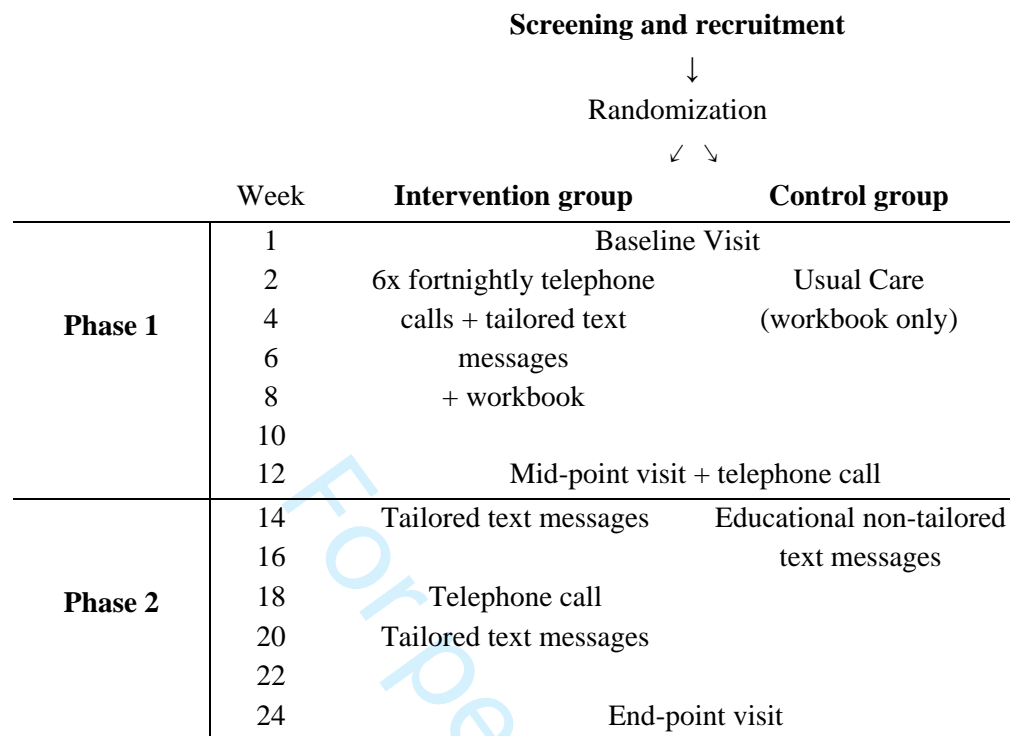 Screening and recruitment
↓
Randomization
↙ ↘
Week Intervention group Control group
1 Baseline Visit
2 6x fortnightly telephone Usual Care
Phase 1 4 calls + tailored text (workbook only)
6 messages
8 + workbook
10
12 Mid-point visit + telephone call
14 Tailored text messages Educational non-tailored
16 text messages
Phase 2 18 Telephone call
20 Tailored text messages
22
24 End-point visit
For pe